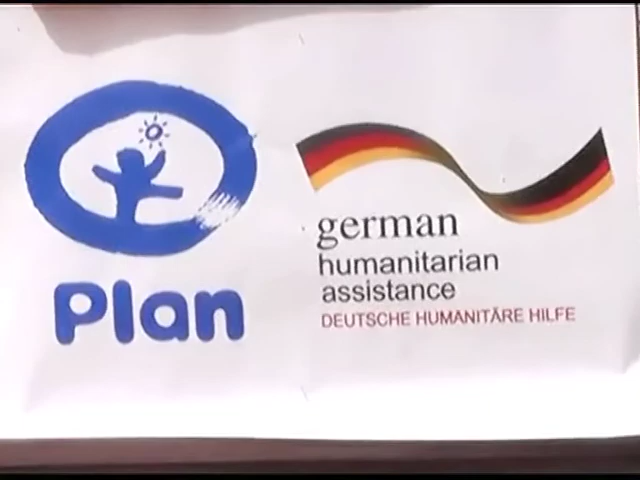 Plan
german
humanitarian
assistance
DEUTSCHE HUMANITÄRE HILFE